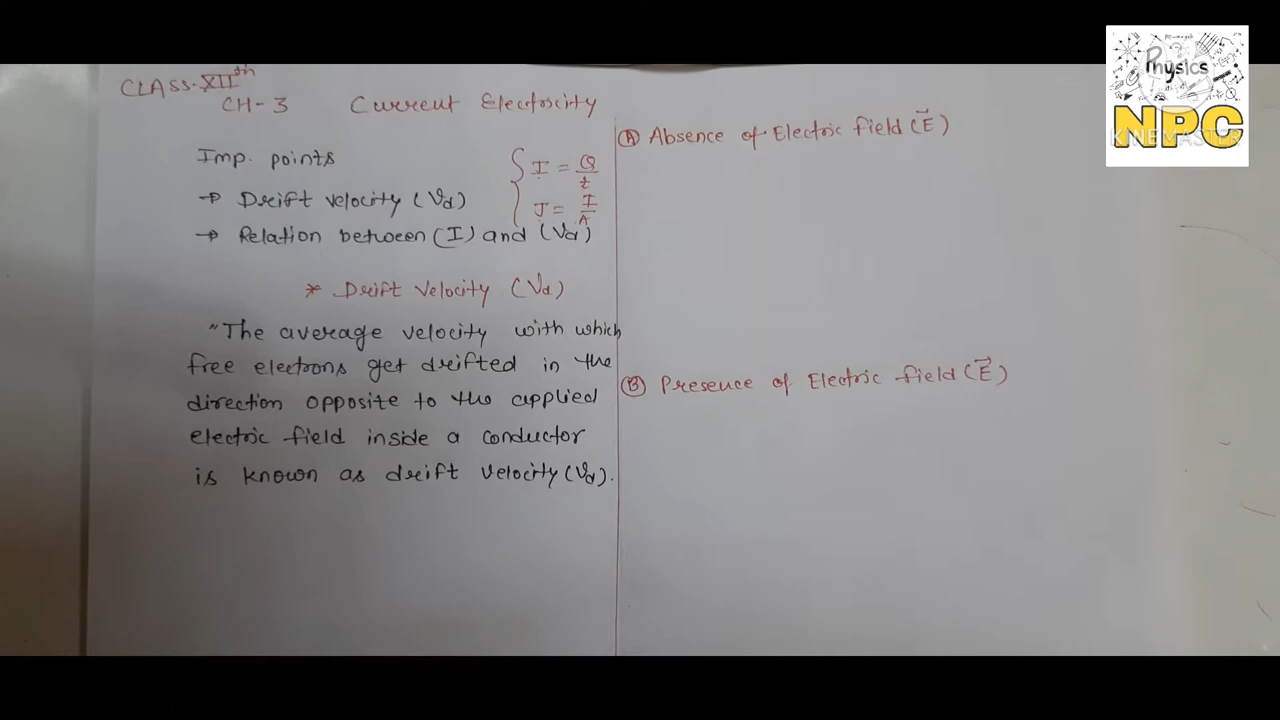 CLASS-XIIth
CH-3 Current Electricity
Imp. points
→ Drift velocity (Vd)
→ Relation between (I) and (Vd)
{ I = Q/t
J = I/A
* Drift Velocity (Vd)
"The average velocity with which
free electrons get drifted in the
direction opposite to the applied
electric field inside a conductor
is known as drift velocity (Vd).
Ⓐ Absence of Electric field (E⃗)
Ⓑ Presence of Electric field (E⃗)
Physics
NPC
KINEMASTER